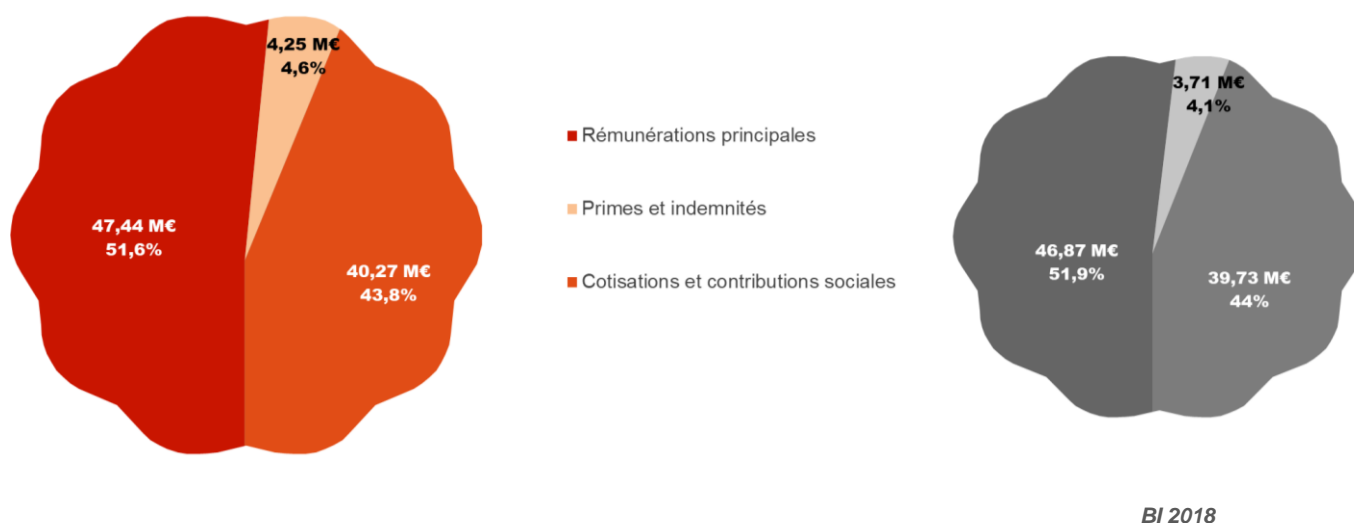 4,25 M€
4,6%
47,44 M€
51,6%
40,27 M€
43,8%
Rémunérations principales
Primes et indemnités
Cotisations et contributions sociales
3,71 M€
4,1%
46,87 M€
51,9%
39,73 M€
44%
BI 2018